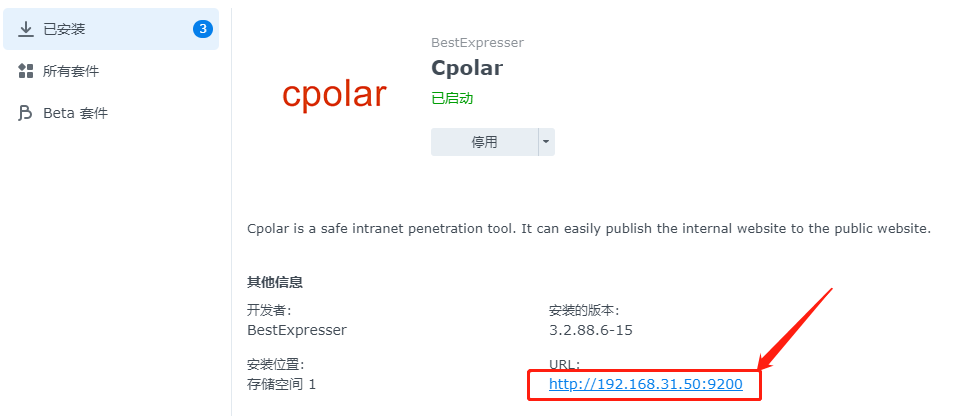 已安装
3
所有套件
Beta 套件
cpolar
BestExpresser
Cpolar
已启动
停用
Cpolar is a safe intranet penetration tool. It can easily publish the internal website to the public website.
其他信息
开发者:
BestExpresser
安装的版本:
3.2.88.6-15
安装位置:
存储空间 1
URL:
http://192.168.31.50:9200